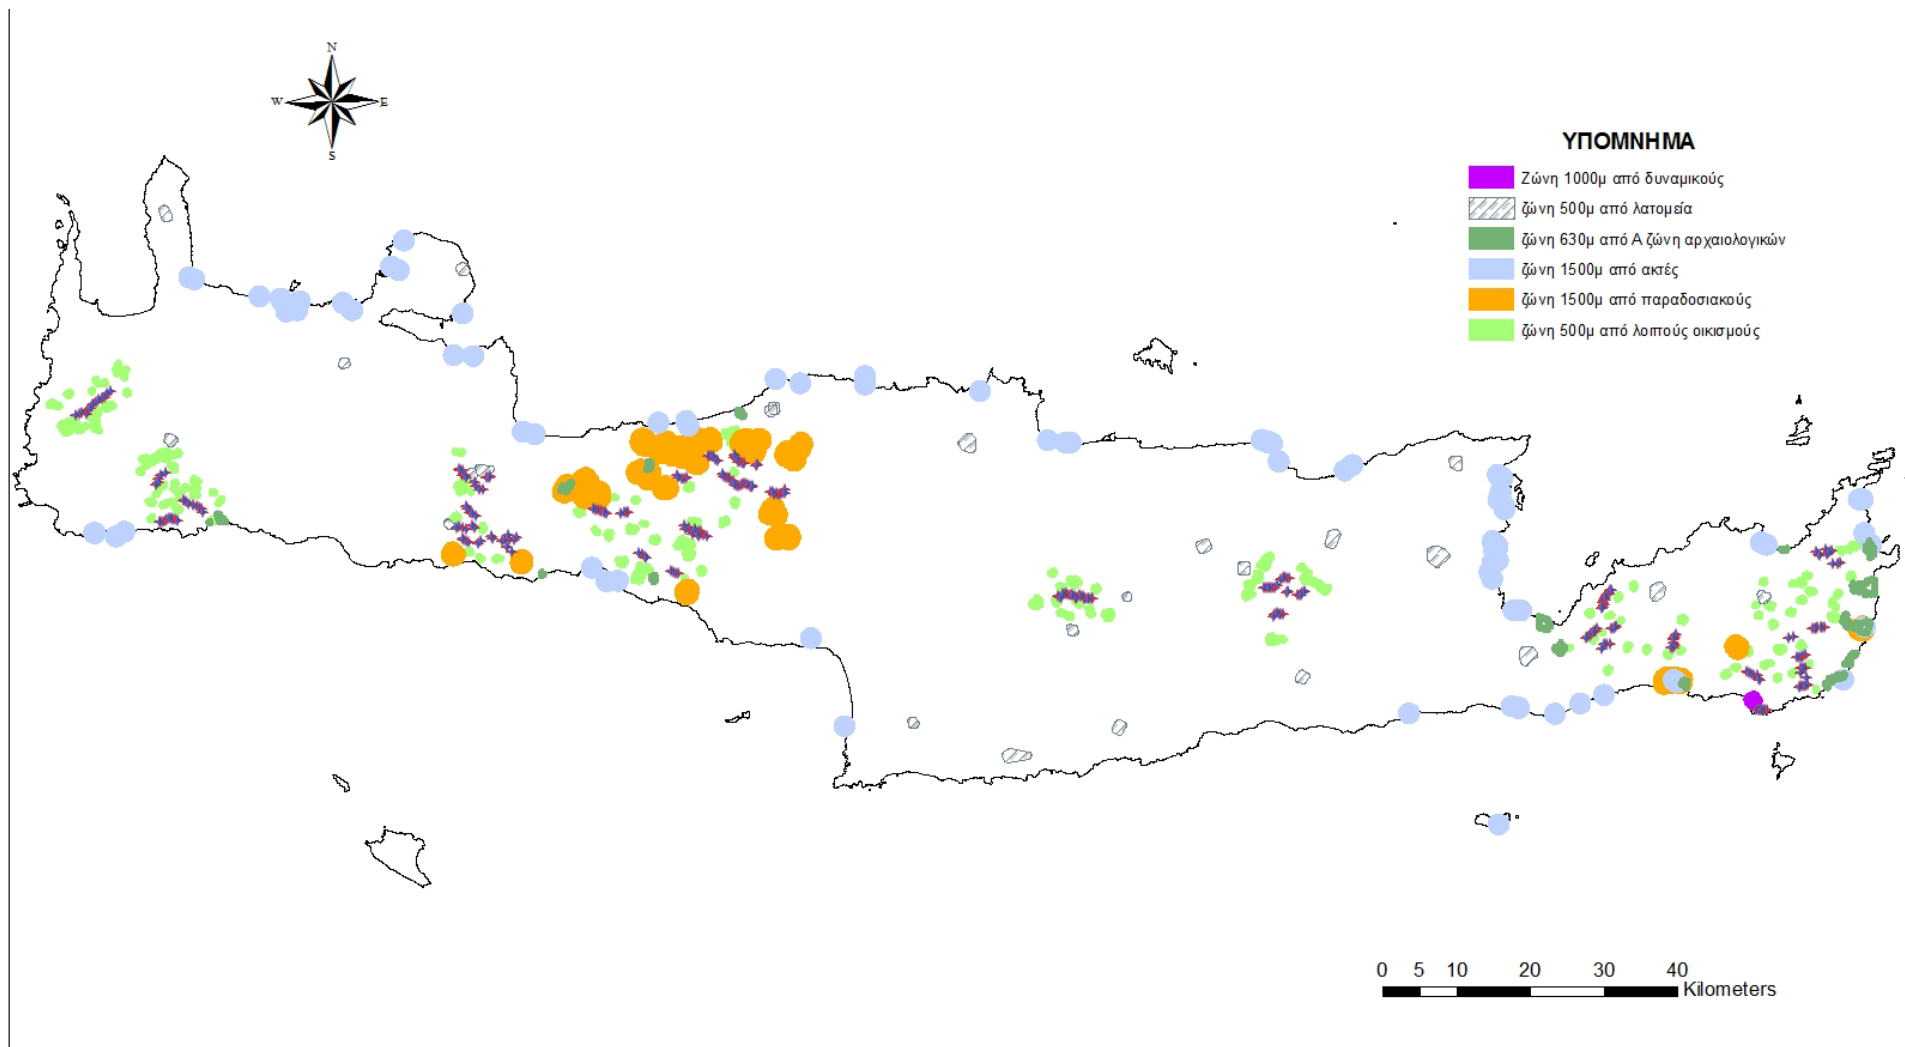 N
W E
S
ΥΠΟΜΝΗΜΑ
Ζώνη 1000μ από δυναμικούς
ζώνη 500μ από λατομεία
ζώνη 630μ από Α ζώνη αρχαιολογικών
ζώνη 1500μ από ακτές
ζώνη 1500μ από παραδοσιακούς
ζώνη 500μ από λοιπούς οικισμούς
0 5 10 20 30 40
Kilometers